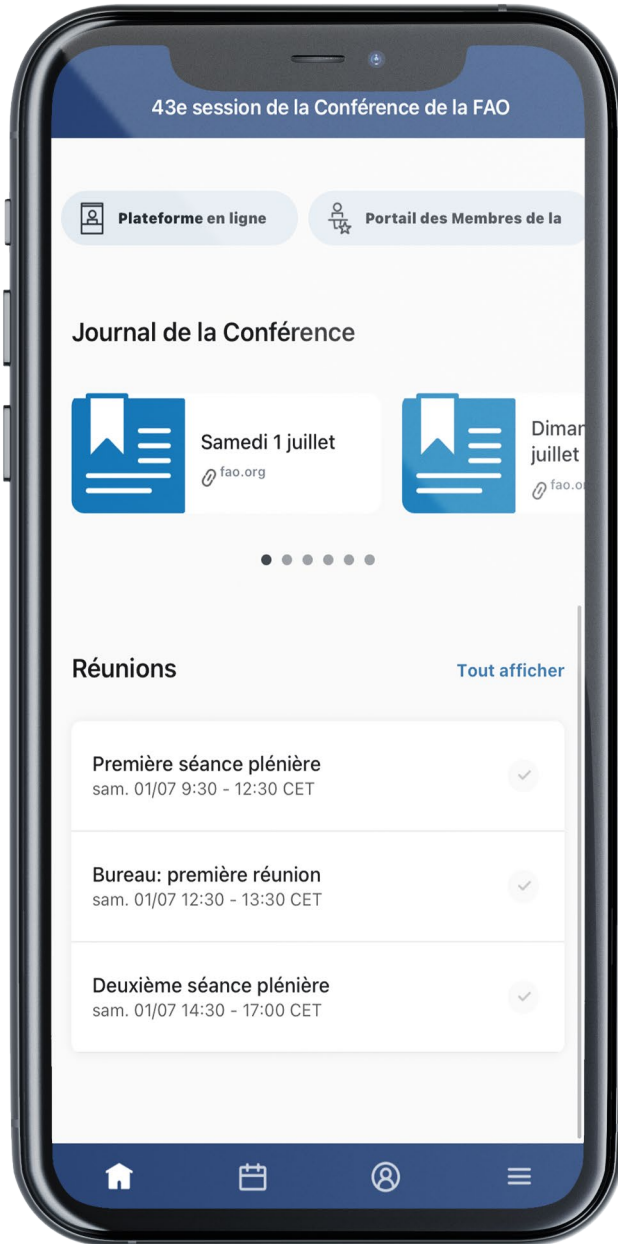 43e session de la Conférence de la FAO
Plateforme en ligne
Portail des Membres de la
Journal de la Conférence
Samedi 1 juillet
fao.org
Diman
juillet
fao.o
Réunions
Tout afficher
Première séance plénière
sam. 01/07 9:30 - 12:30 CET
Bureau: première réunion
sam. 01/07 12:30 - 13:30 CET
Deuxième séance plénière
sam. 01/07 14:30 - 17:00 CET